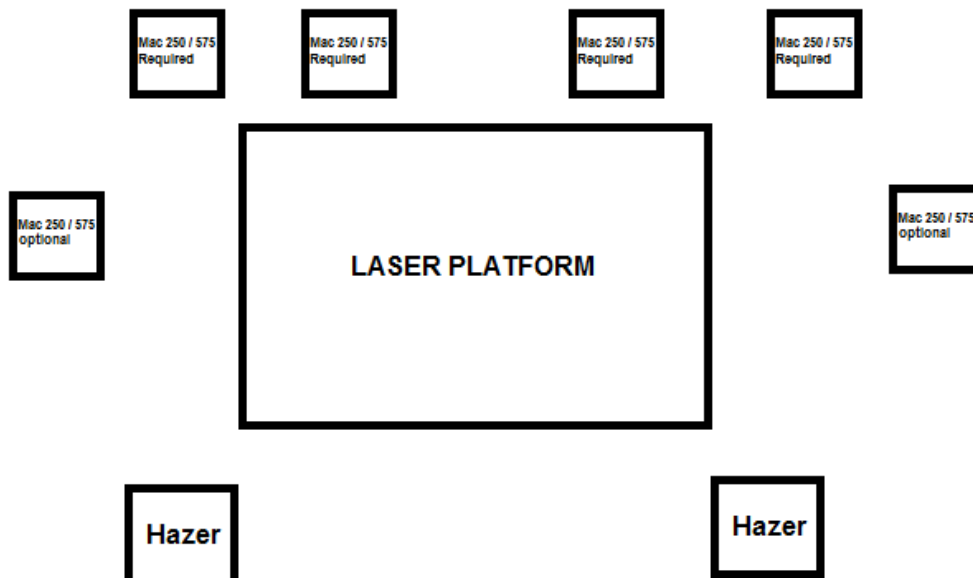 Mac 250 / 575
Required
Mac 250 / 575
Required
Mac 250 / 575
Required
Mac 250 / 575
Required
Mac 250 / 575
optional
Mac 250 / 575
optional
LASER PLATFORM
Hazer
Hazer